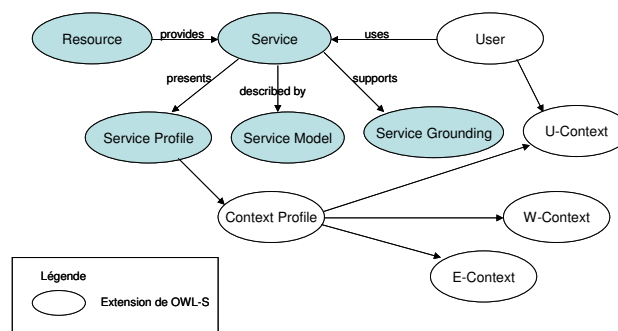 Resource
provides
Service
uses
User
presents
described by
supports
Service Profile
Service Model
Service Grounding
U-Context
Context Profile
W-Context
E-Context
Légende
Extension de OWL-S